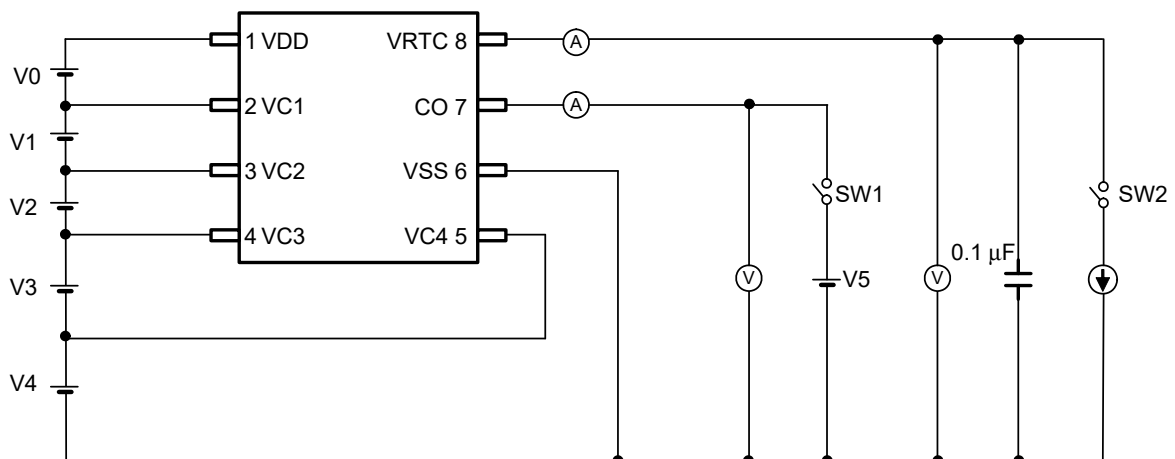 1 VDD
VRTC 8
A
V0
2 VC1
CO 7
A
V1
3 VC2
VSS 6
SW1
SW2
V2
4 VC3
VC4 5
0.1 μF
V3
V
V5
V
V4